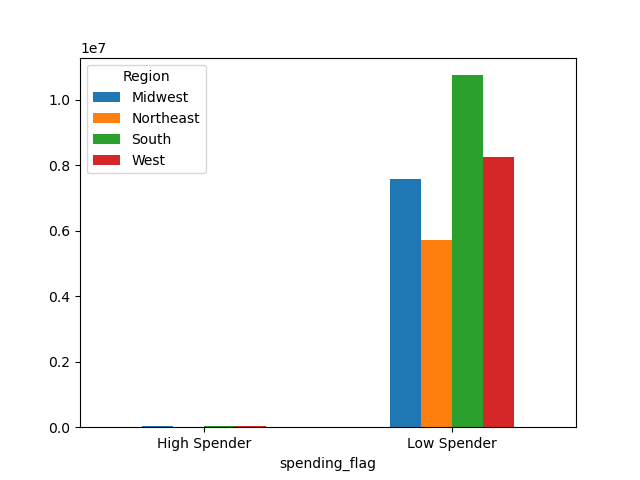 1e7
Region
Midwest
Northeast
South
West
1.0
0.8
0.6
0.4
0.2
0.0
High Spender
Low Spender
spending_flag